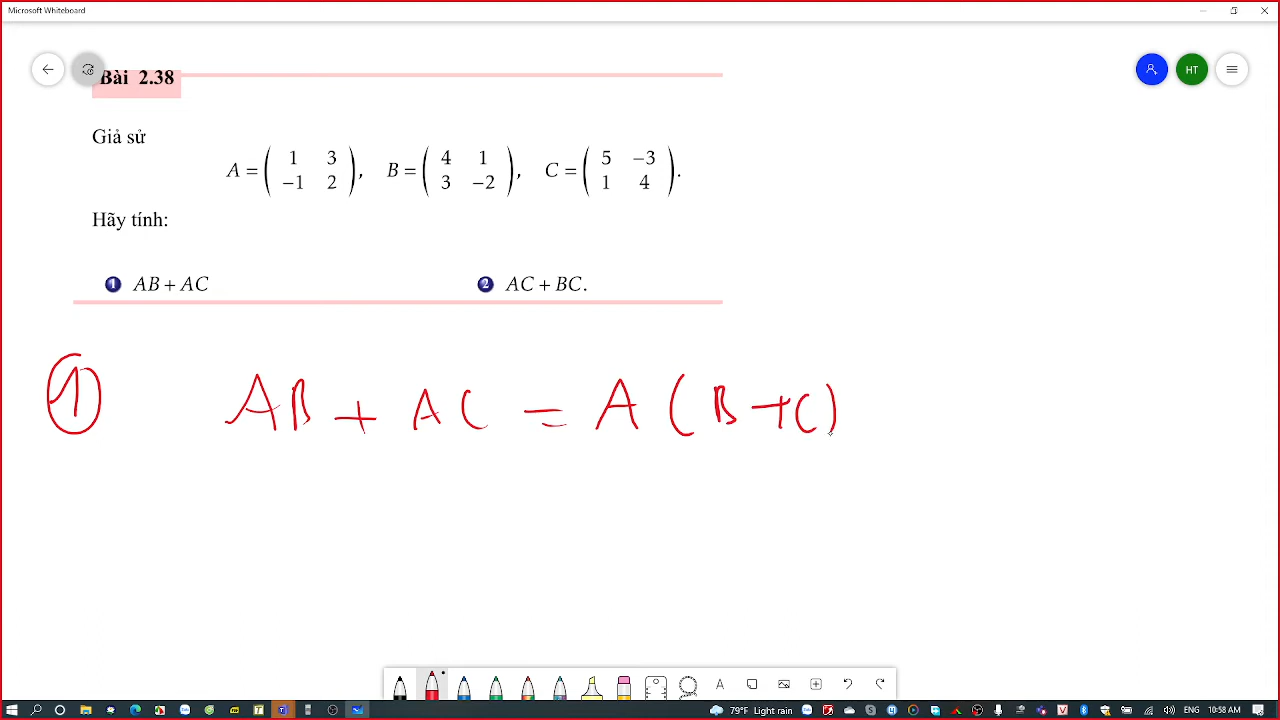 Microsoft Whiteboard
Bài 2.38
HT
Giả sử
A = ( 1 3 −1 2 ), B = ( 4 1 3 −2 ), C = ( 5 −3 1 4 ).
Hãy tính:
1 AB + AC
2 AC + BC.
1 AB + AC = A (B + C)
79°F Light rain
ENG
10:58 AM